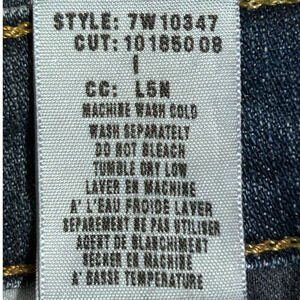 STYLE: 7W10347
CUT: 10185008
I
CC: L5N
MACHINE WASH COLD
WASH SEPARATELY
DO NOT BLEACH
TUMBLE DRY LOW
LAVER EN MACHINE
A' L'EAU FROIDE LAVER
SEPAREMENT NE PAS UTILISER
AGENT DE BLANCHIMENT
SECHER EN MACHINE
A' BASSE TEMPERATURE